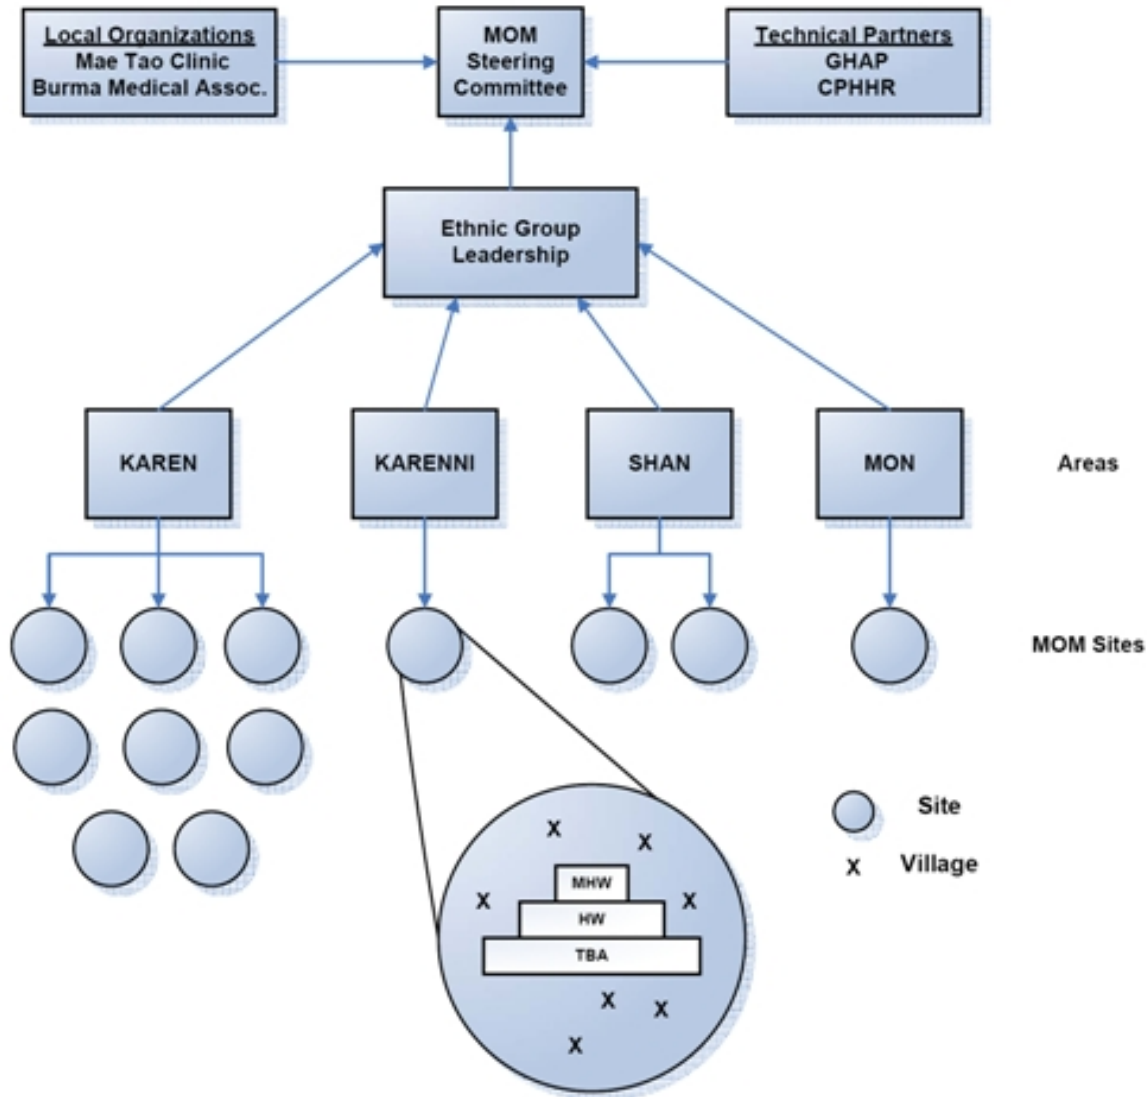 Local Organizations
Mae Tao Clinic
Burma Medical Assoc.
MOM
Steering
Committee
Technical Partners
GHAP
CPHHR
Ethnic Group
Leadership
KAREN
KARENNI
SHAN
MON
Areas
MOM Sites
Site
X Village
X
X
MHW
X
X
HW
TBA
X
X
X